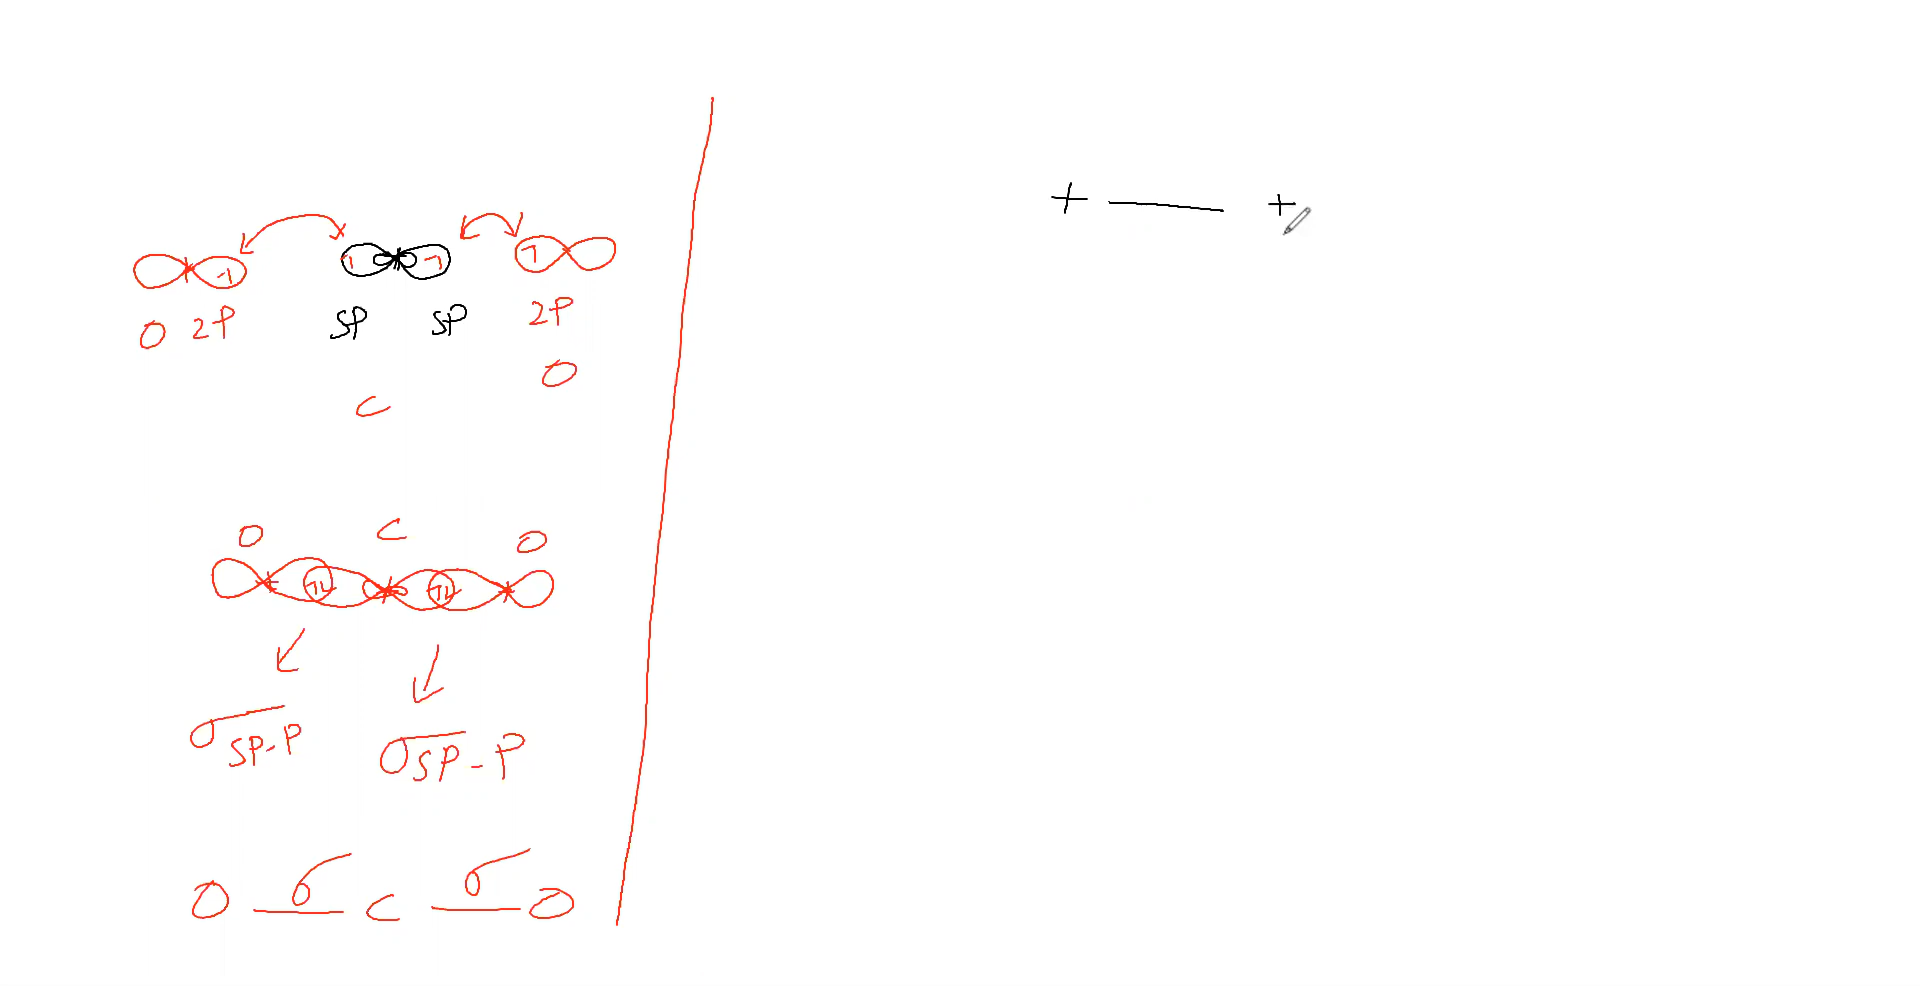 + — +
O 2P SP SP 2P
O
C
O C O
σ SP-P σ SP-P
σ σ
O — C — O